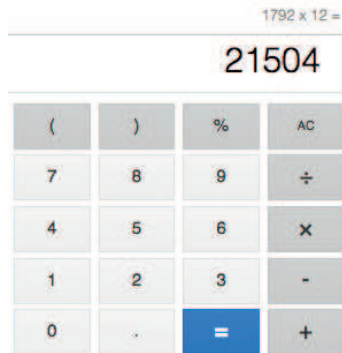 1792 x 12 =
21504
( ) % AC
7 8 9 ÷
4 5 6 ×
1 2 3 -
0 . = +